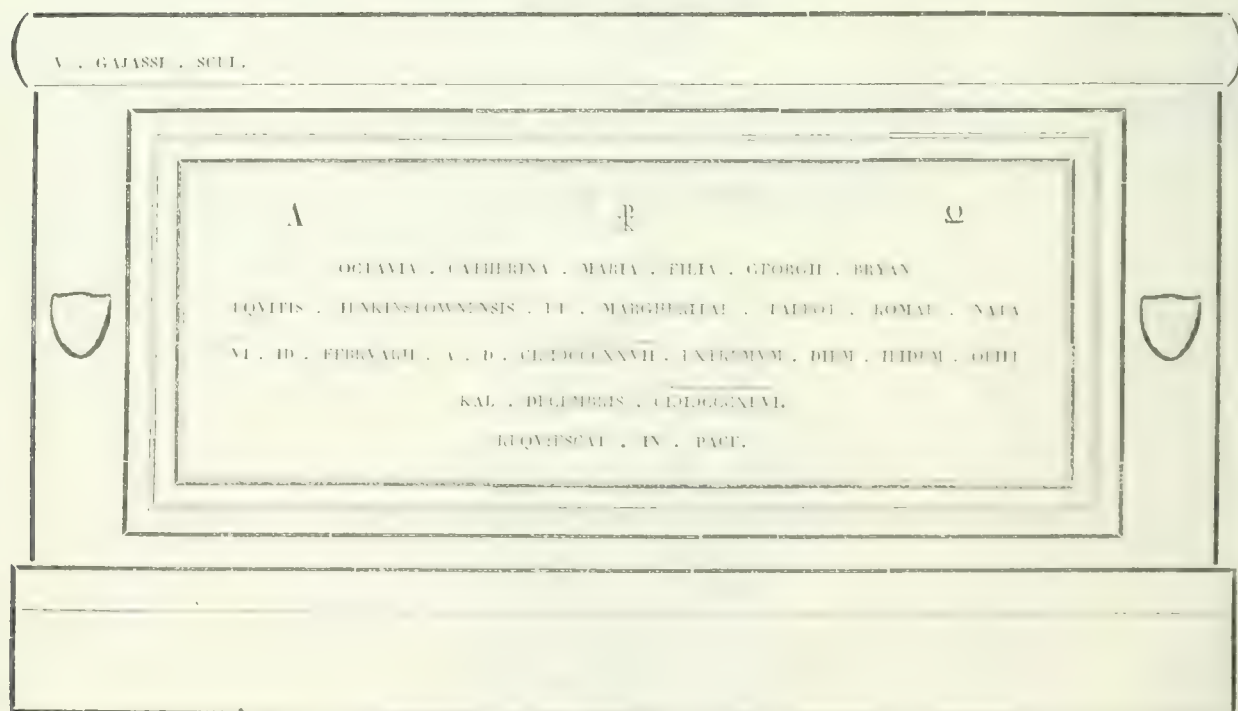 V . GAJASSI . SCUL.
Α ☧ Ω
OCTAVIA . CATHERINA . MARIA . FILIA . GEORGII . BRYAN
EQVITIS . JENKINSTOWNENSIS . ET . MARGHERITAE . TALBOT . ROMAE . NATA
VI . ID . FEBRVARII . A . D . CIƆIƆCCCXXVII . EXTREMVM . DIEM . IBIDEM . OBIIT
KAL . DECEMBRIS . CIƆIƆCCCXLVI.
REQVIESCAT . IN . PACE.